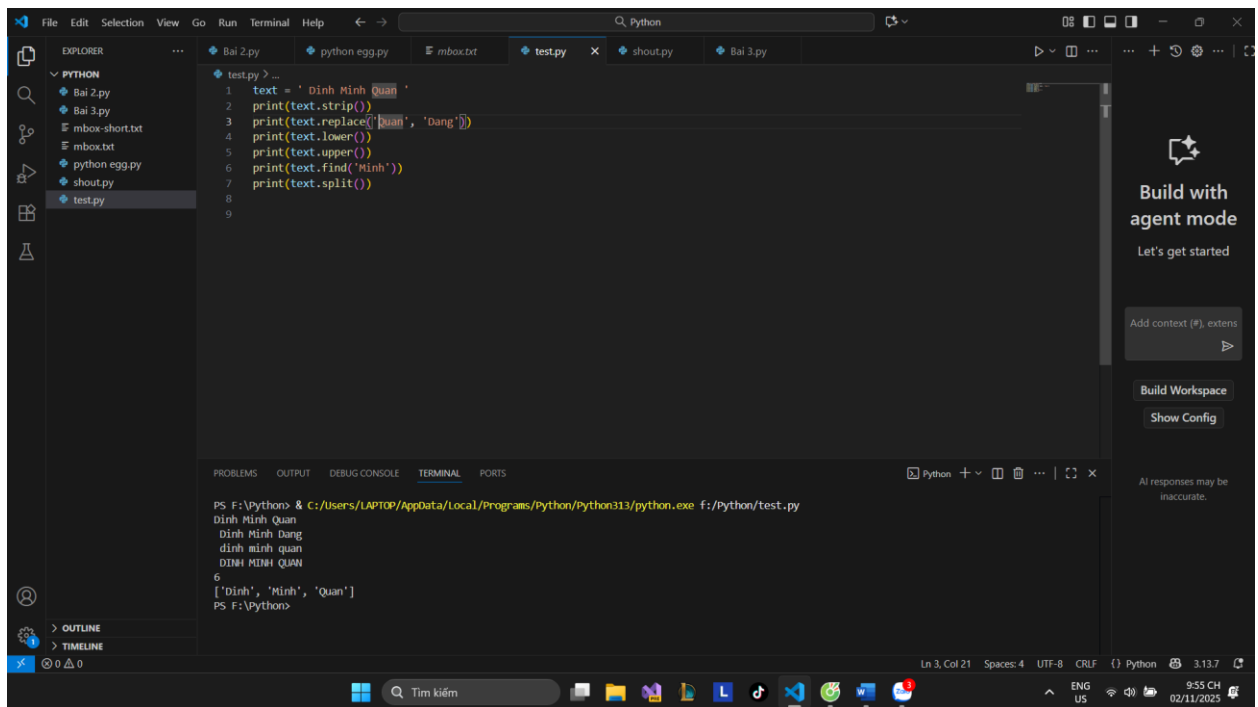 File Edit Selection View Go Run Terminal Help
Python
EXPLORER
Bai 2.py
python egg.py
mbox.txt
test.py
shout.py
Bai 3.py
PYTHON
Bai 2.py
Bai 3.py
mbox-short.txt
mbox.txt
python egg.py
shout.py
test.py
test.py > ...
1 text = ' Dinh Minh Quan '
2 print(text.strip())
3 print(text.replace('Quan', 'Dang'))
4 print(text.lower())
5 print(text.upper())
6 print(text.find('Minh'))
7 print(text.split())
8
9
Build with
agent mode
Let's get started
Add context (#), extens
Build Workspace
Show Config
AI responses may be
inaccurate.
PROBLEMS OUTPUT DEBUG CONSOLE TERMINAL PORTS
Python
PS F:\Python> & C:/Users/LAPTOP/AppData/Local/Programs/Python/Python313/python.exe f:/Python/test.py
Dinh Minh Quan
 Dinh Minh Dang
 dinh minh quan
 DINH MINH QUAN
6
['Dinh', 'Minh', 'Quan']
PS F:\Python>
OUTLINE
TIMELINE
1
0 0
Ln 3, Col 21 Spaces: 4 UTF-8 CRLF {} Python 3.13.7
Tìm kiếm
L
W
Zalo
3
ENG
US
9:55 CH
02/11/2025